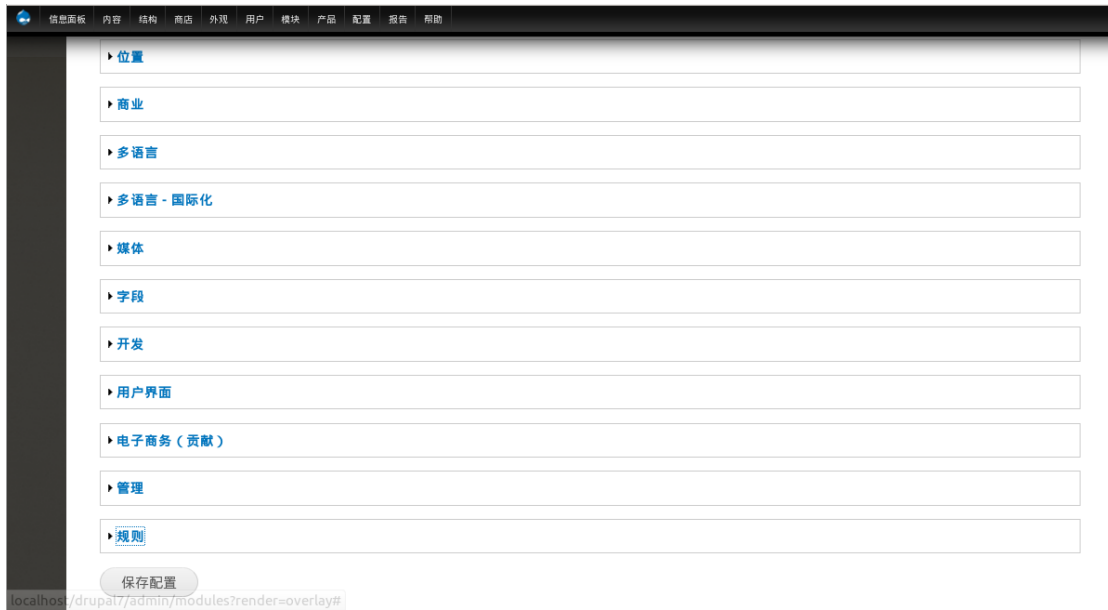 信息面板 内容 结构 商店 外观 用户 模块 产品 配置 报告 帮助
位置
商业
多语言
多语言 - 国际化
媒体
字段
开发
用户界面
电子商务（贡献）
管理
规则
保存配置
localhost/drupal7/admin/modules?render=overlay#